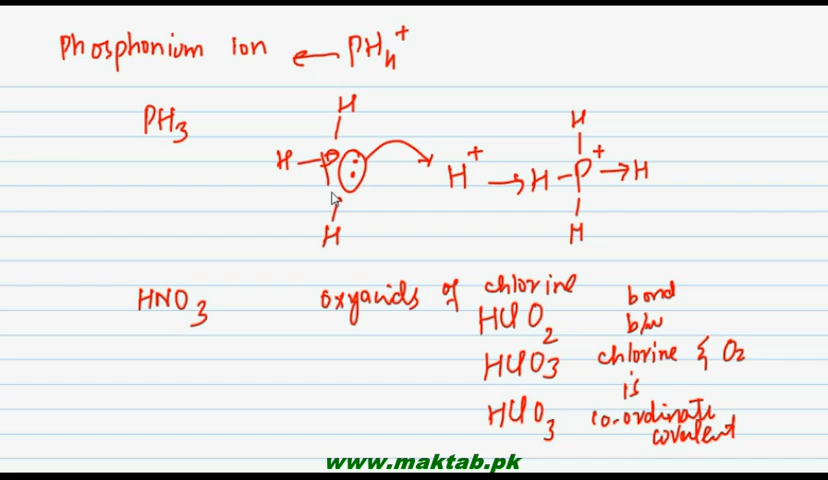 Phosphonium Ion ← PH4+
PH3
H
H–P: H+ → H–P+→H
H
H
H
HNO3
oxyacids of chlorine
HClO2
HClO3
HClO3
bond
b/w
chlorine & O2
is
co-ordinate
covalent
www.maktab.pk